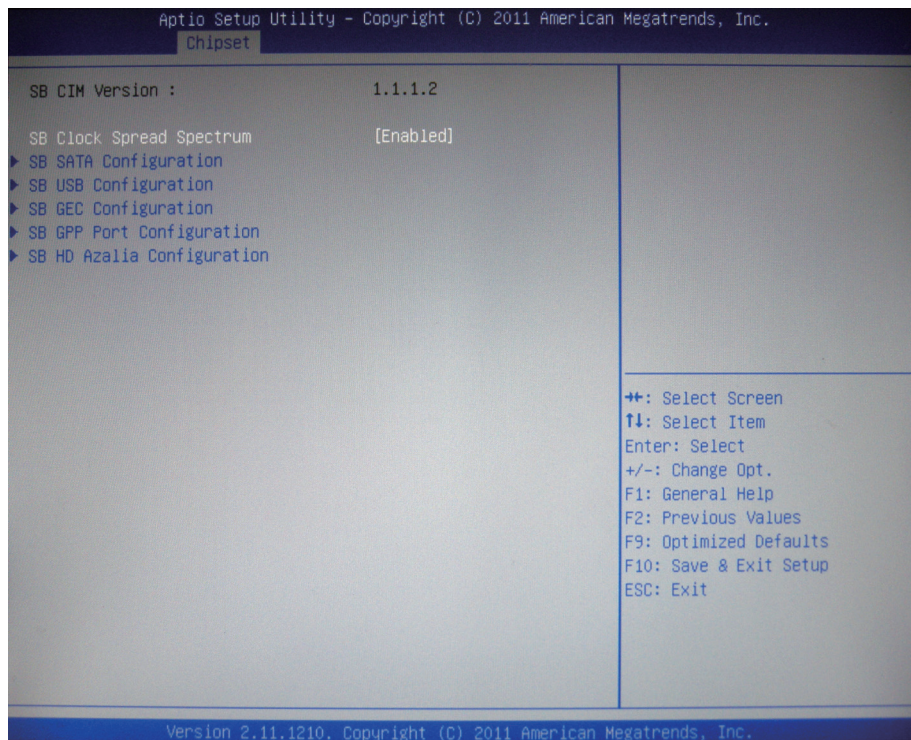 Aptio Setup Utility – Copyright (C) 2011 American Megatrends, Inc.
Chipset
SB CIM Version : 1.1.1.2
SB Clock Spread Spectrum [Enabled]
▶ SB SATA Configuration
▶ SB USB Configuration
▶ SB GEC Configuration
▶ SB GPP Port Configuration
▶ SB HD Azalia Configuration
→←: Select Screen
↑↓: Select Item
Enter: Select
+/-: Change Opt.
F1: General Help
F2: Previous Values
F9: Optimized Defaults
F10: Save & Exit Setup
ESC: Exit
Version 2.11.1210. Copyright (C) 2011 American Megatrends, Inc.